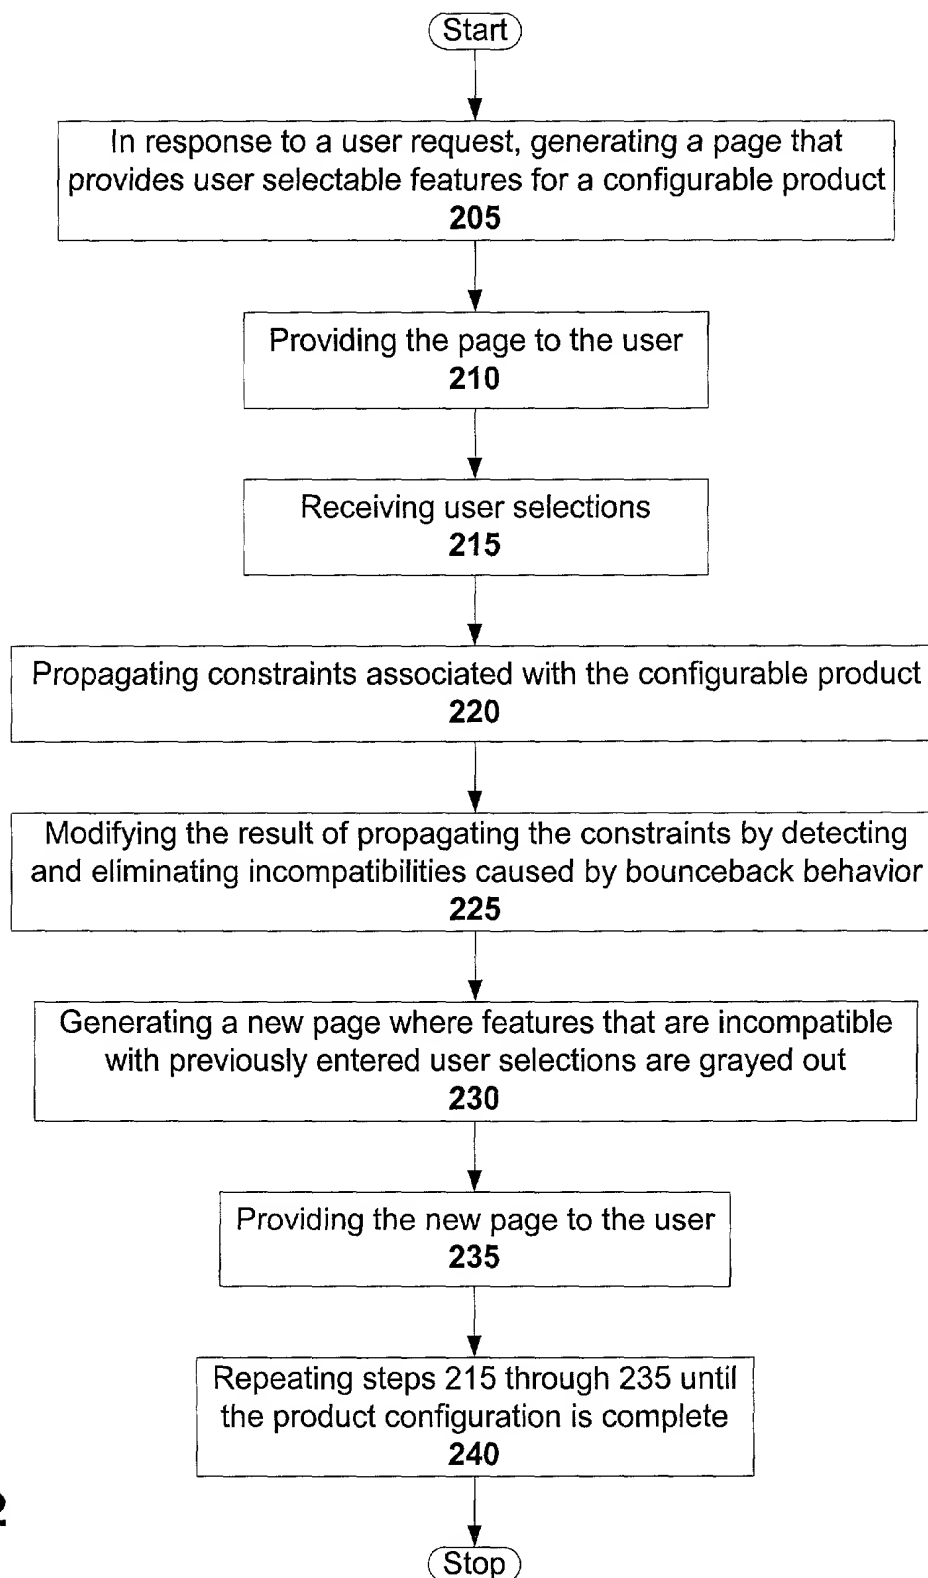 Start
In response to a user request, generating a page that
provides user selectable features for a configurable product
205
Providing the page to the user
210
Receiving user selections
215
Propagating constraints associated with the configurable product
220
Modifying the result of propagating the constraints by detecting
and eliminating incompatibilities caused by bounceback behavior
225
Generating a new page where features that are incompatible
with previously entered user selections are grayed out
230
Providing the new page to the user
235
Repeating steps 215 through 235 until
the product configuration is complete
240
Stop